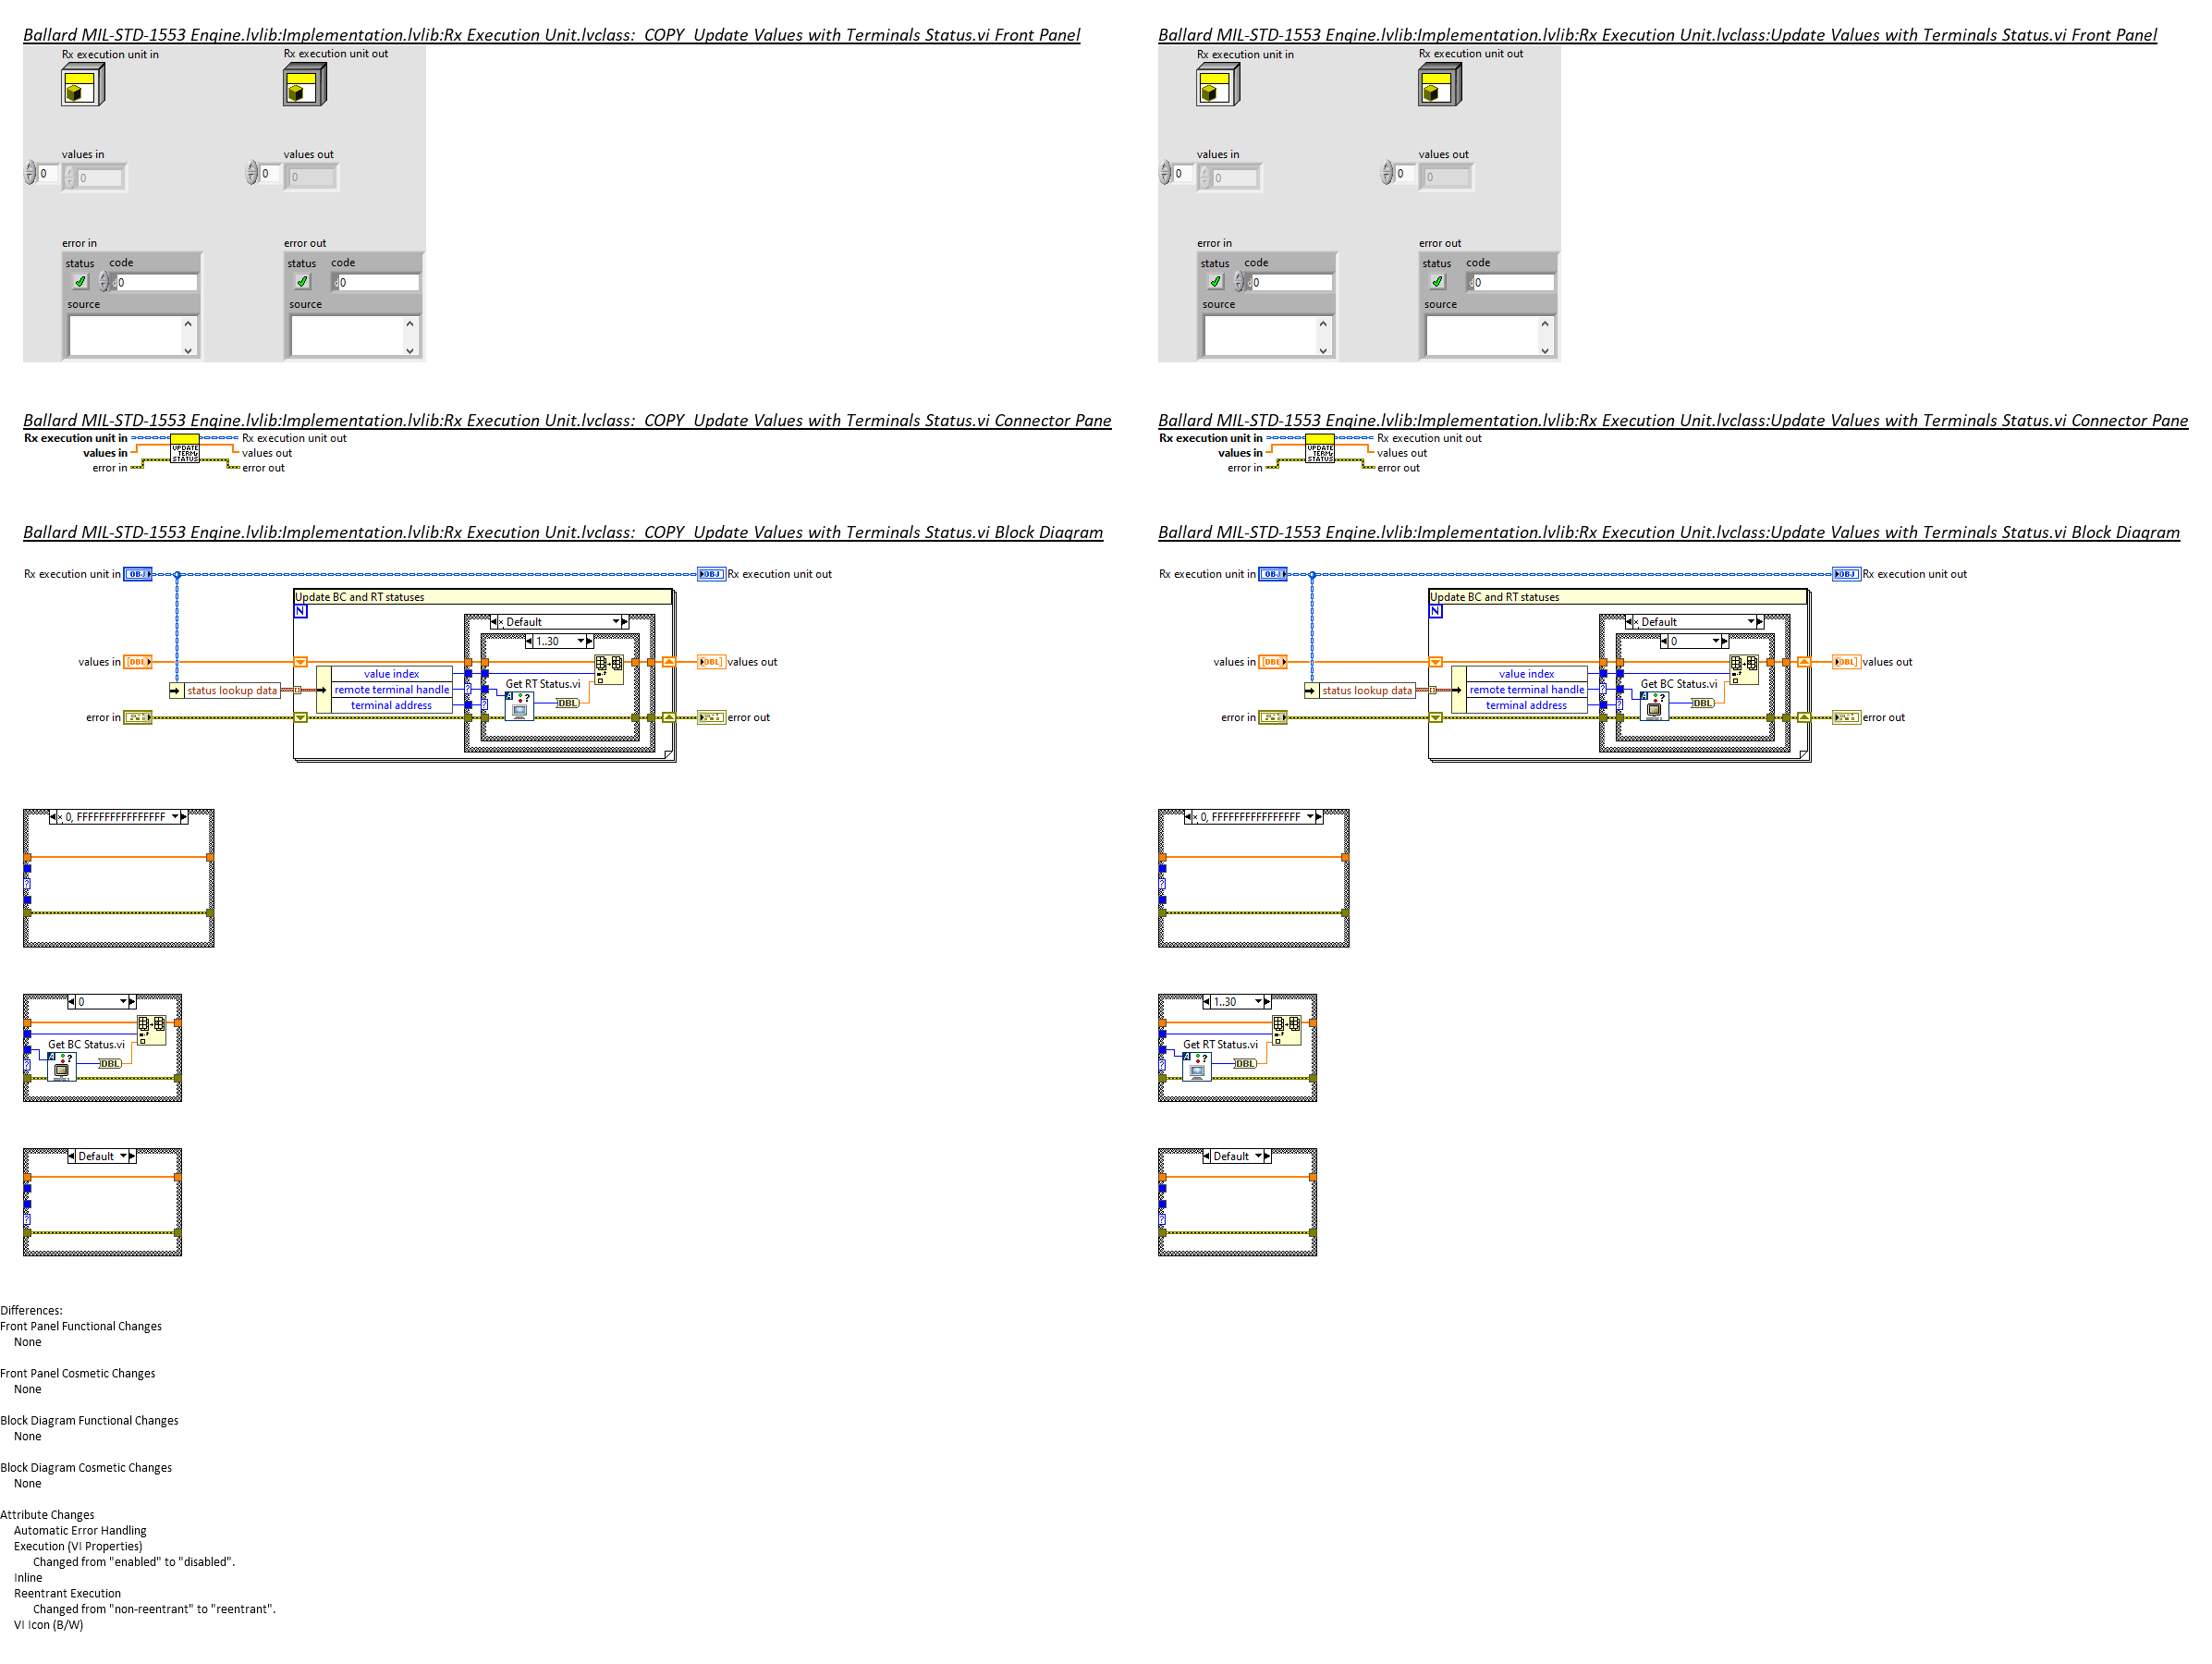 Ballard MIL-STD-1553 Engine.lvlib:Implementation.lvlib:Rx Execution Unit.lvclass:_COPY_Update Values with Terminals Status.vi Front Panel
Rx execution unit in
Rx execution unit out
values in
values out
0
0
0
0
error in
error out
status code
status code
0
0
source
source
Ballard MIL-STD-1553 Engine.lvlib:Implementation.lvlib:Rx Execution Unit.lvclass:_COPY_Update Values with Terminals Status.vi Connector Pane
Rx execution unit in
Rx execution unit out
values in
values out
error in
error out
UPDATE
TERM
STATUS
Ballard MIL-STD-1553 Engine.lvlib:Implementation.lvlib:Rx Execution Unit.lvclass:_COPY_Update Values with Terminals Status.vi Block Diagram
Rx execution unit in
OBJ
OBJ
Rx execution unit out
Update BC and RT statuses
N
Default
1..30
values in
DBL
DBL
values out
value index
status lookup data
remote terminal handle
terminal address
Get RT Status.vi
DBL
error in
error out
0, FFFFFFFFFFFFFFFF
0
Get BC Status.vi
DBL
Default
Ballard MIL-STD-1553 Engine.lvlib:Implementation.lvlib:Rx Execution Unit.lvclass:Update Values with Terminals Status.vi Front Panel
Rx execution unit in
Rx execution unit out
values in
values out
0
0
0
0
error in
error out
status code
status code
0
0
source
source
Ballard MIL-STD-1553 Engine.lvlib:Implementation.lvlib:Rx Execution Unit.lvclass:Update Values with Terminals Status.vi Connector Pane
Rx execution unit in
Rx execution unit out
values in
values out
error in
error out
UPDATE
TERM
STATUS
Ballard MIL-STD-1553 Engine.lvlib:Implementation.lvlib:Rx Execution Unit.lvclass:Update Values with Terminals Status.vi Block Diagram
Rx execution unit in
OBJ
OBJ
Rx execution unit out
Update BC and RT statuses
N
Default
0
values in
DBL
DBL
values out
value index
status lookup data
remote terminal handle
terminal address
Get BC Status.vi
DBL
error in
error out
0, FFFFFFFFFFFFFFFF
1..30
Get RT Status.vi
DBL
Default
Differences:
Front Panel Functional Changes
None
Front Panel Cosmetic Changes
None
Block Diagram Functional Changes
None
Block Diagram Cosmetic Changes
None
Attribute Changes
Automatic Error Handling
Execution (VI Properties)
Changed from "enabled" to "disabled".
Inline
Reentrant Execution
Changed from "non-reentrant" to "reentrant".
VI Icon (B/W)